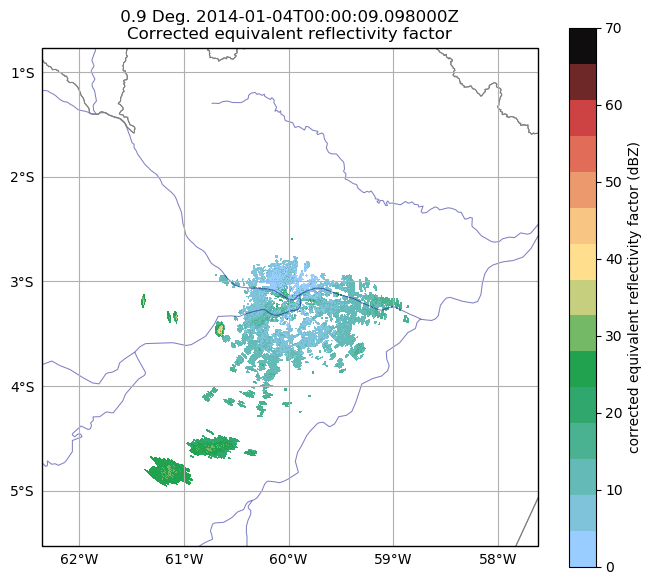 0.9 Deg. 2014-01-04T00:00:09.098000Z
Corrected equivalent reflectivity factor
1°S
2°S
3°S
4°S
5°S
62°W
61°W
60°W
59°W
58°W
70
60
50
40
30
20
10
0
corrected equivalent reflectivity factor (dBZ)